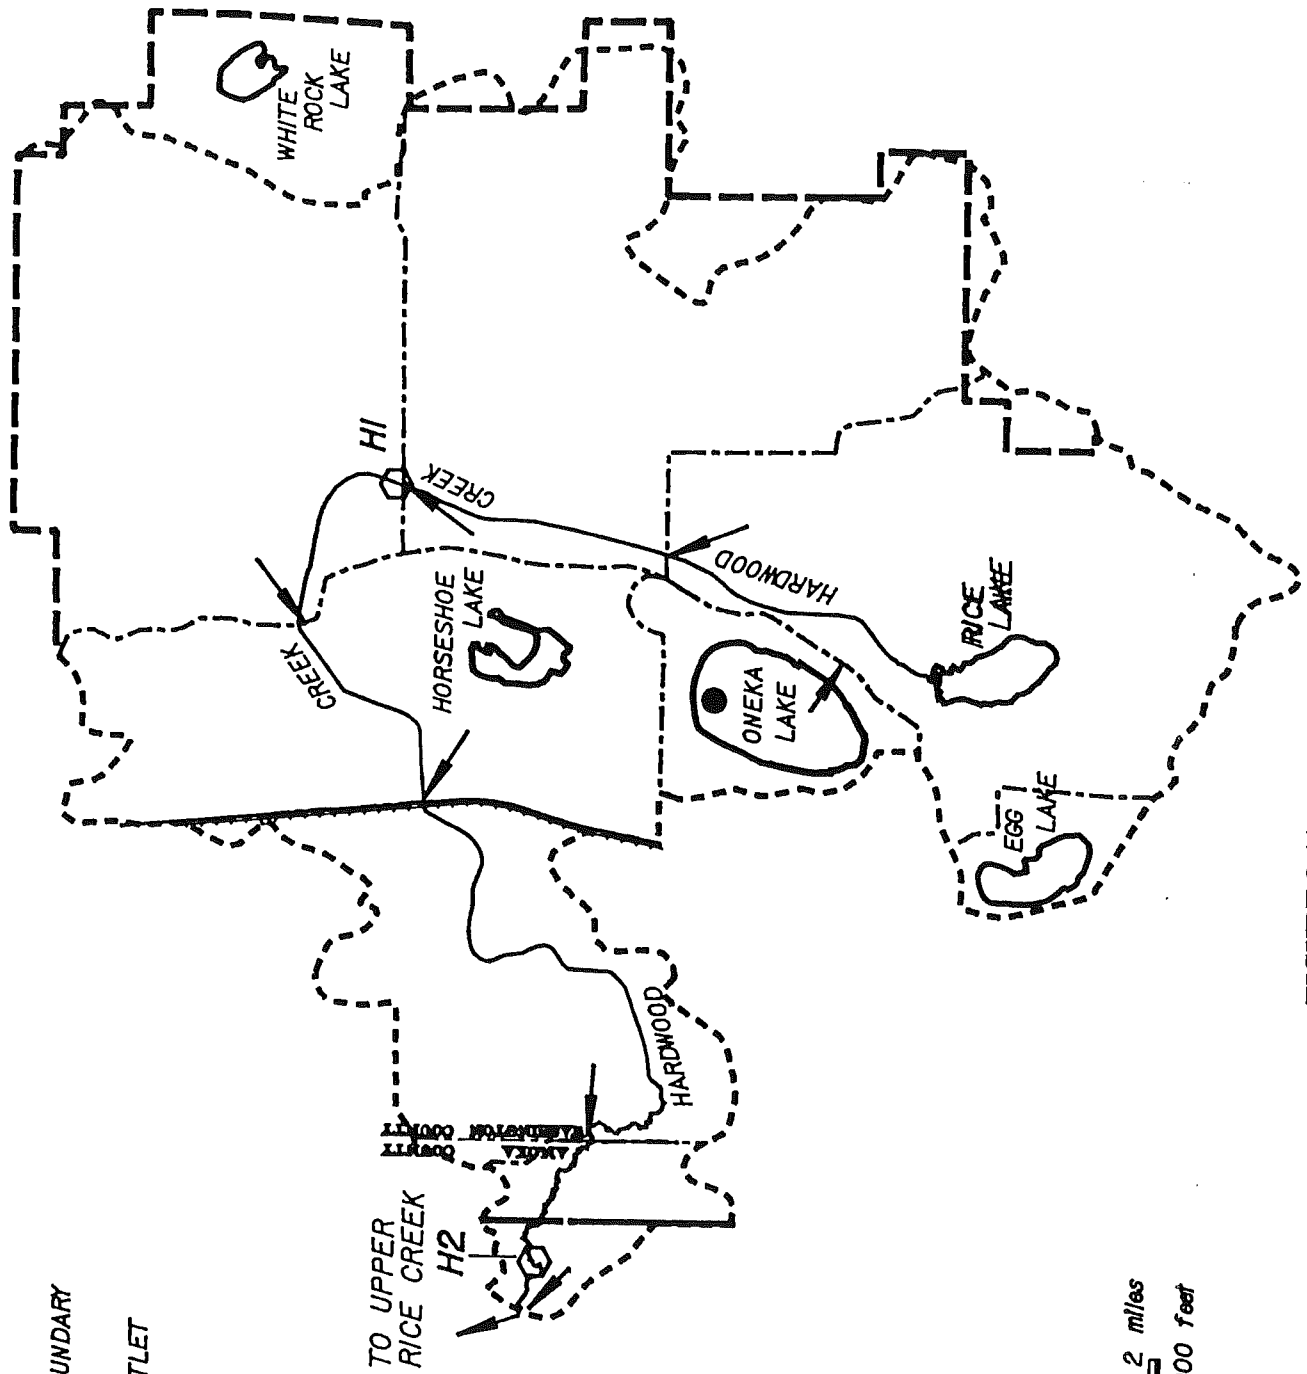 WHITE
ROCK
LAKE
H1
CREEK
HARDWOOD
CREEK
HORSESHOE
LAKE
RICE
LAKE
ONEKA
LAKE
EGG
LAKE
HARDWOOD
WASHINGTON COUNTY
ANOKA COUNTY
TO UPPER
RICE CREEK
H2
UNDARY
TLET
2 miles
00 feet